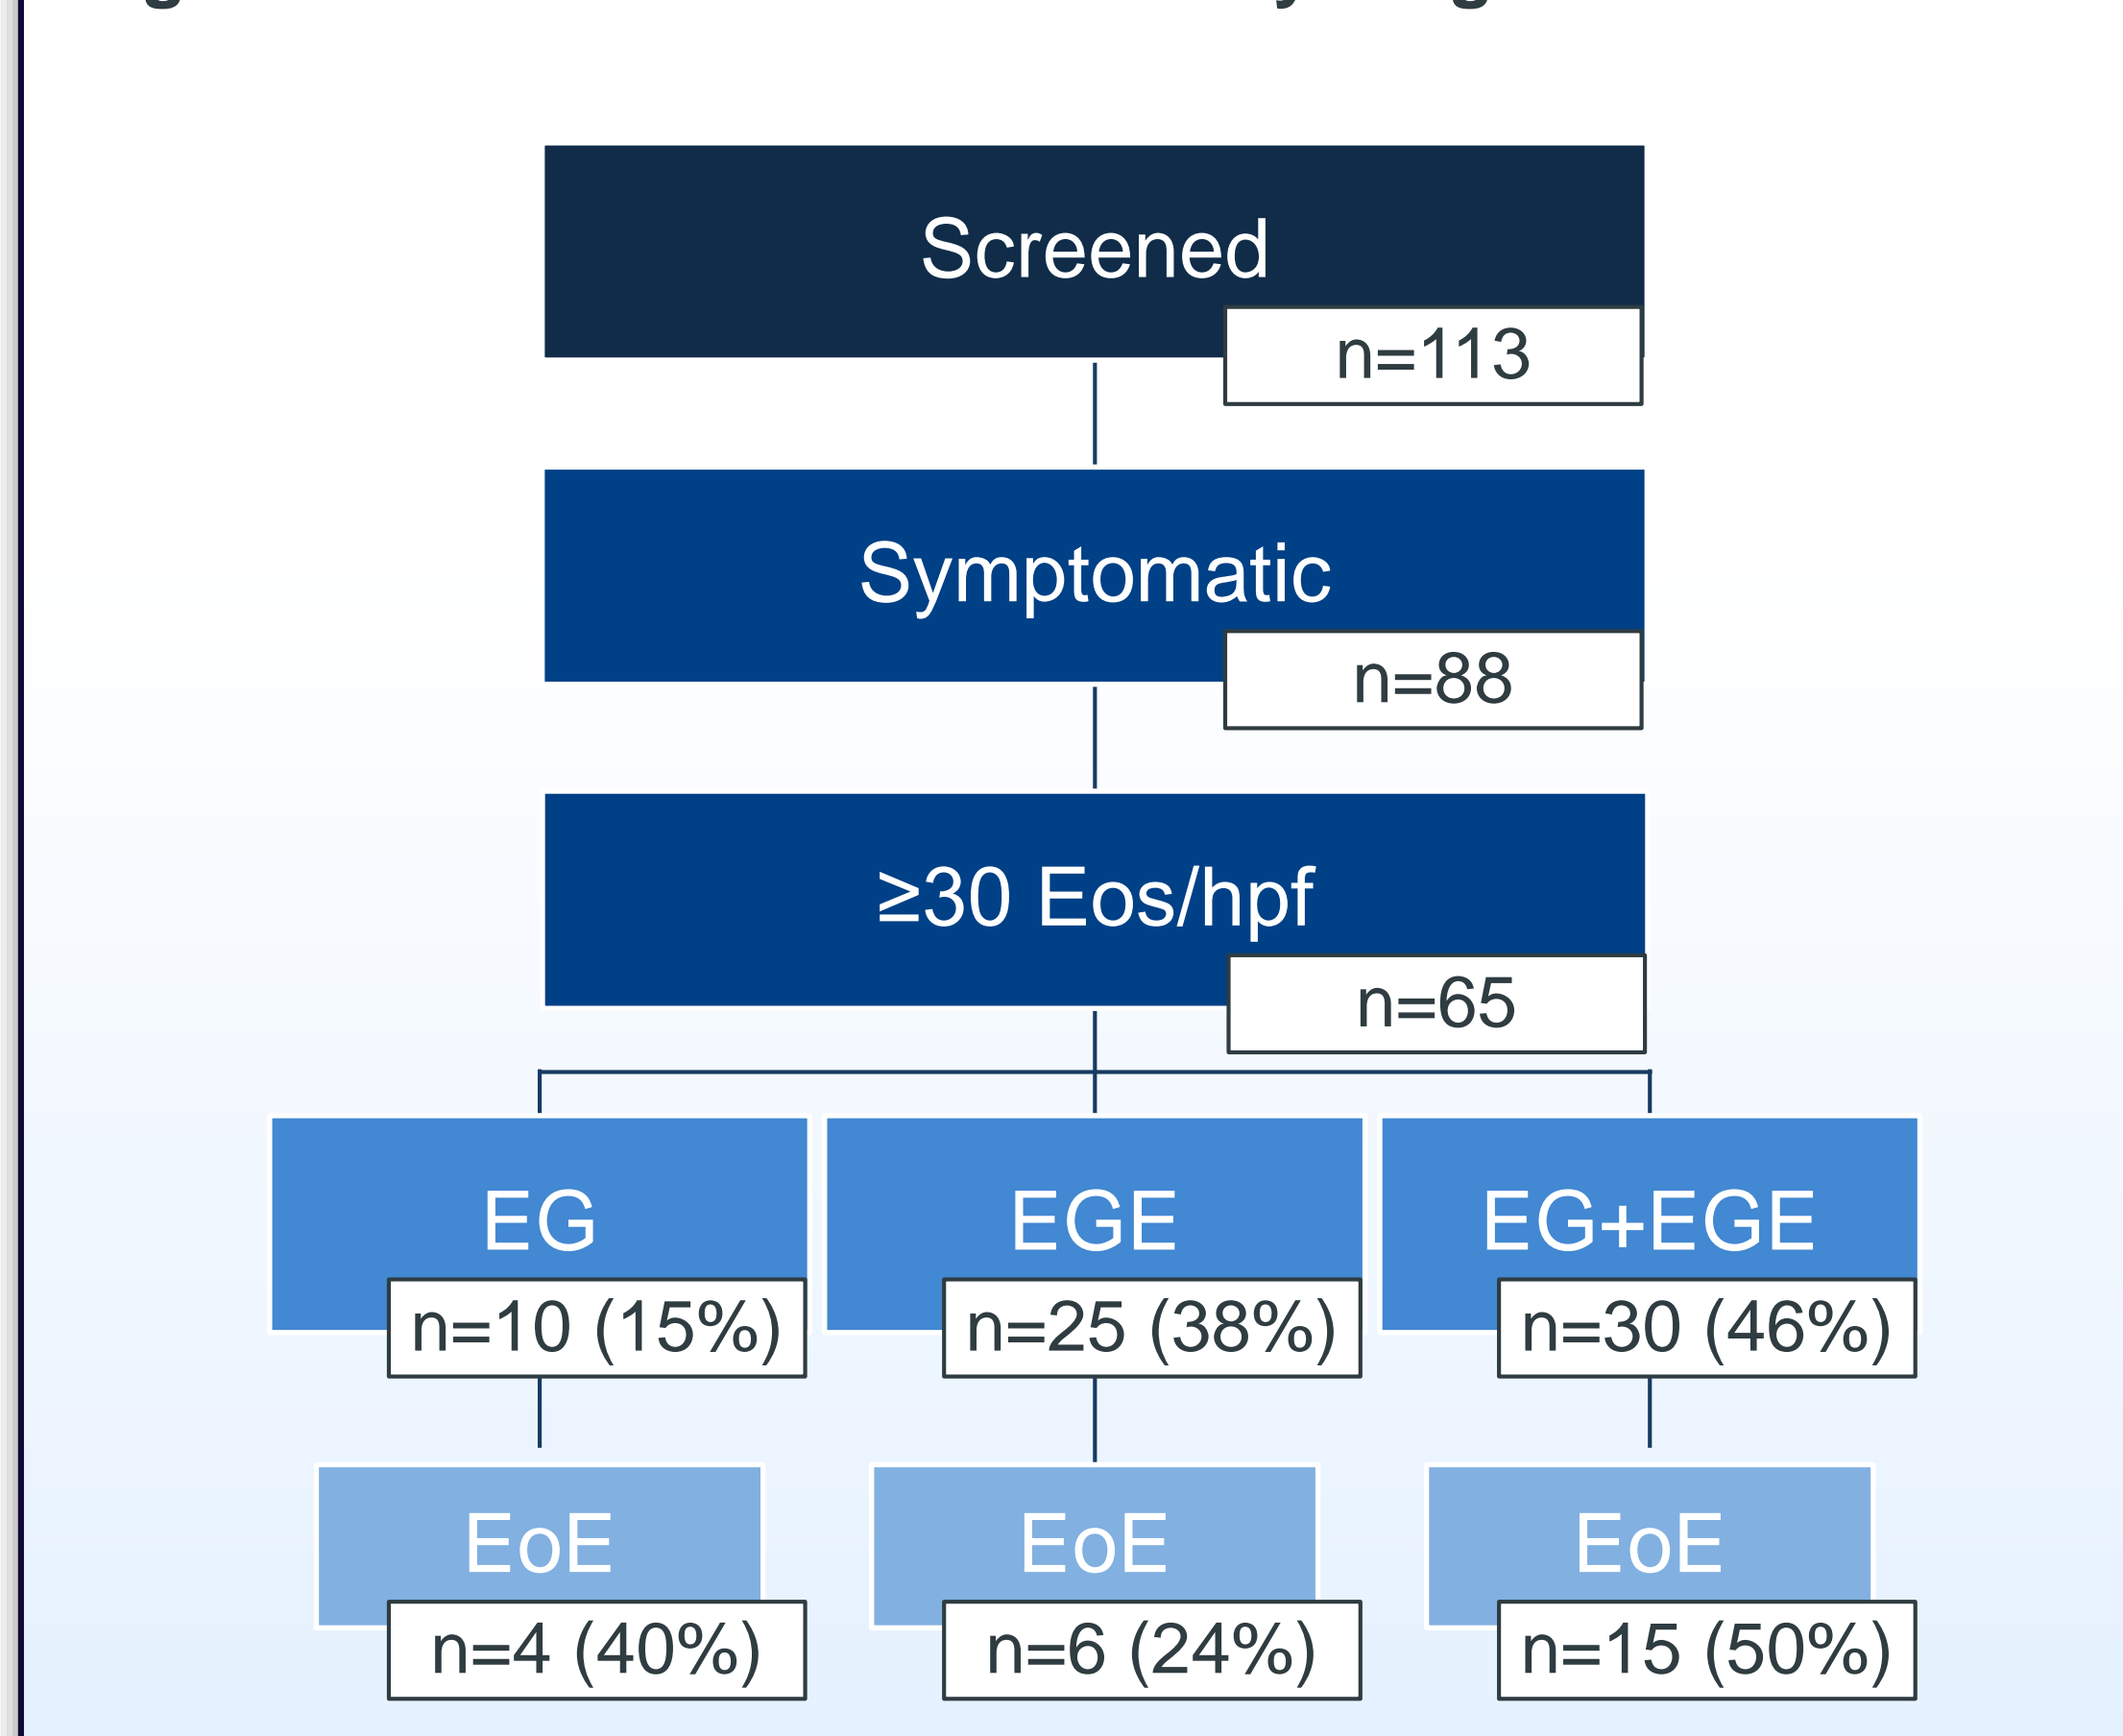 Screened
n=113
Symptomatic
n=88
≥30 Eos/hpf
n=65
EG
n=10 (15%)
EGE
n=25 (38%)
EG+EGE
n=30 (46%)
EoE
n=4 (40%)
EoE
n=6 (24%)
EoE
n=15 (50%)